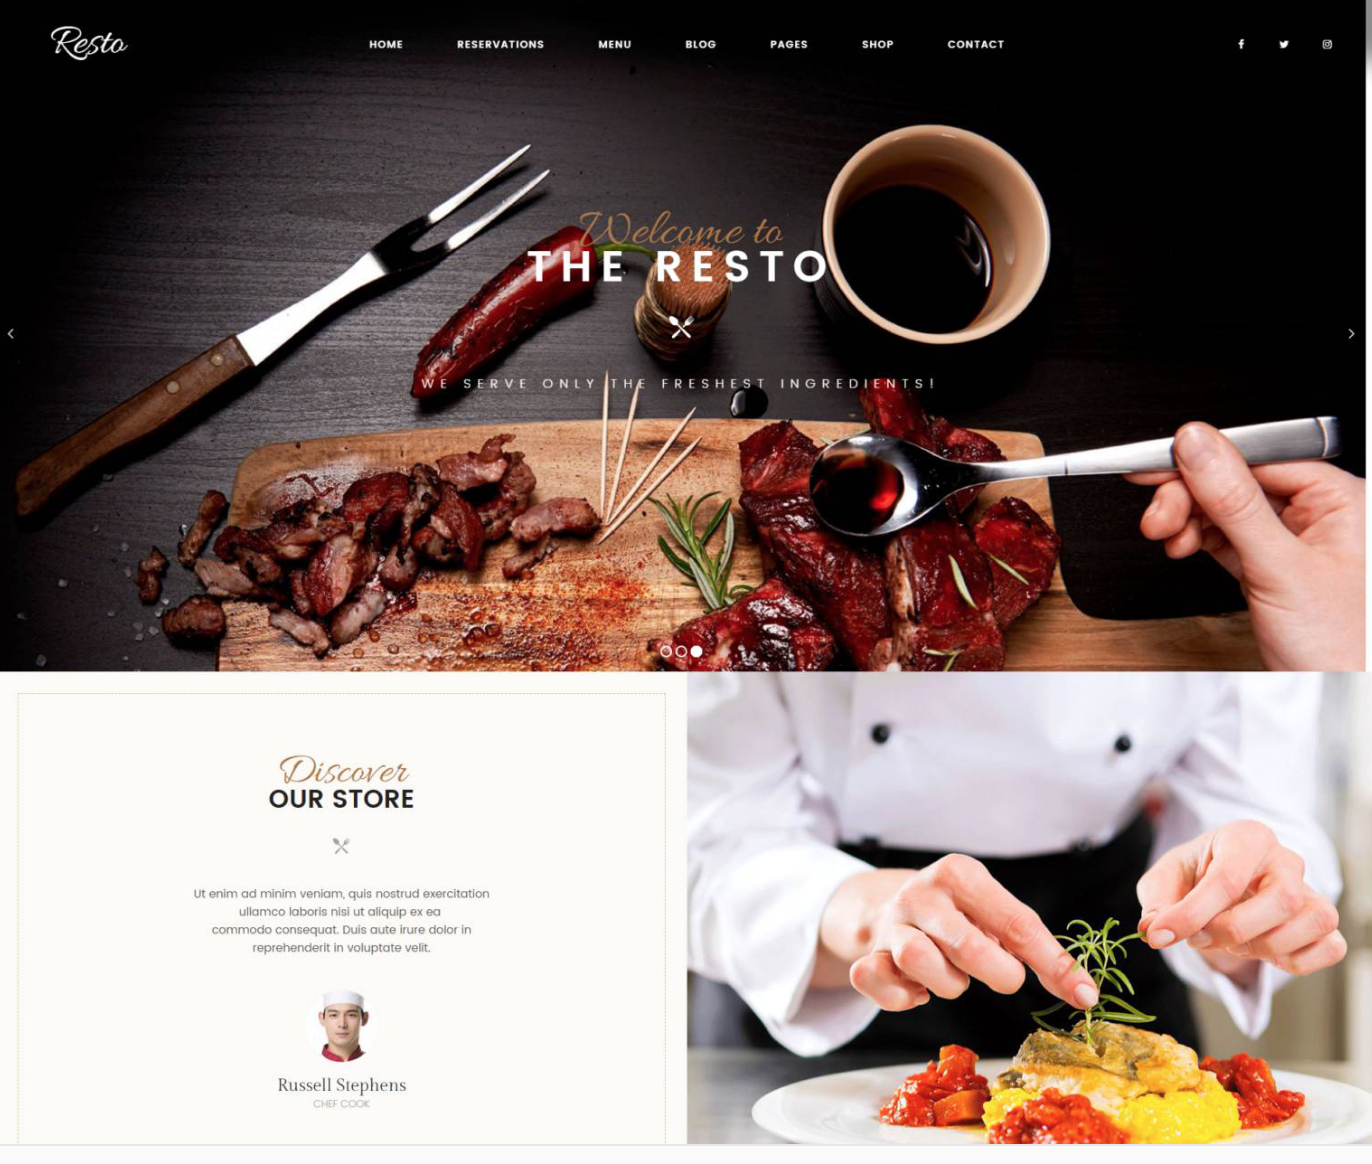 Resto
HOME RESERVATIONS MENU BLOG PAGES SHOP CONTACT
Welcome to
THE RESTO
WE SERVE ONLY THE FRESHEST INGREDIENTS!
Discover
OUR STORE
Ut enim ad minim veniam, quis nostrud exercitation
ullamco laboris nisi ut aliquip ex ea
commodo consequat. Duis aute irure dolor in
reprehenderit in voluptate velit.
Russell Stephens
CHEF COOK